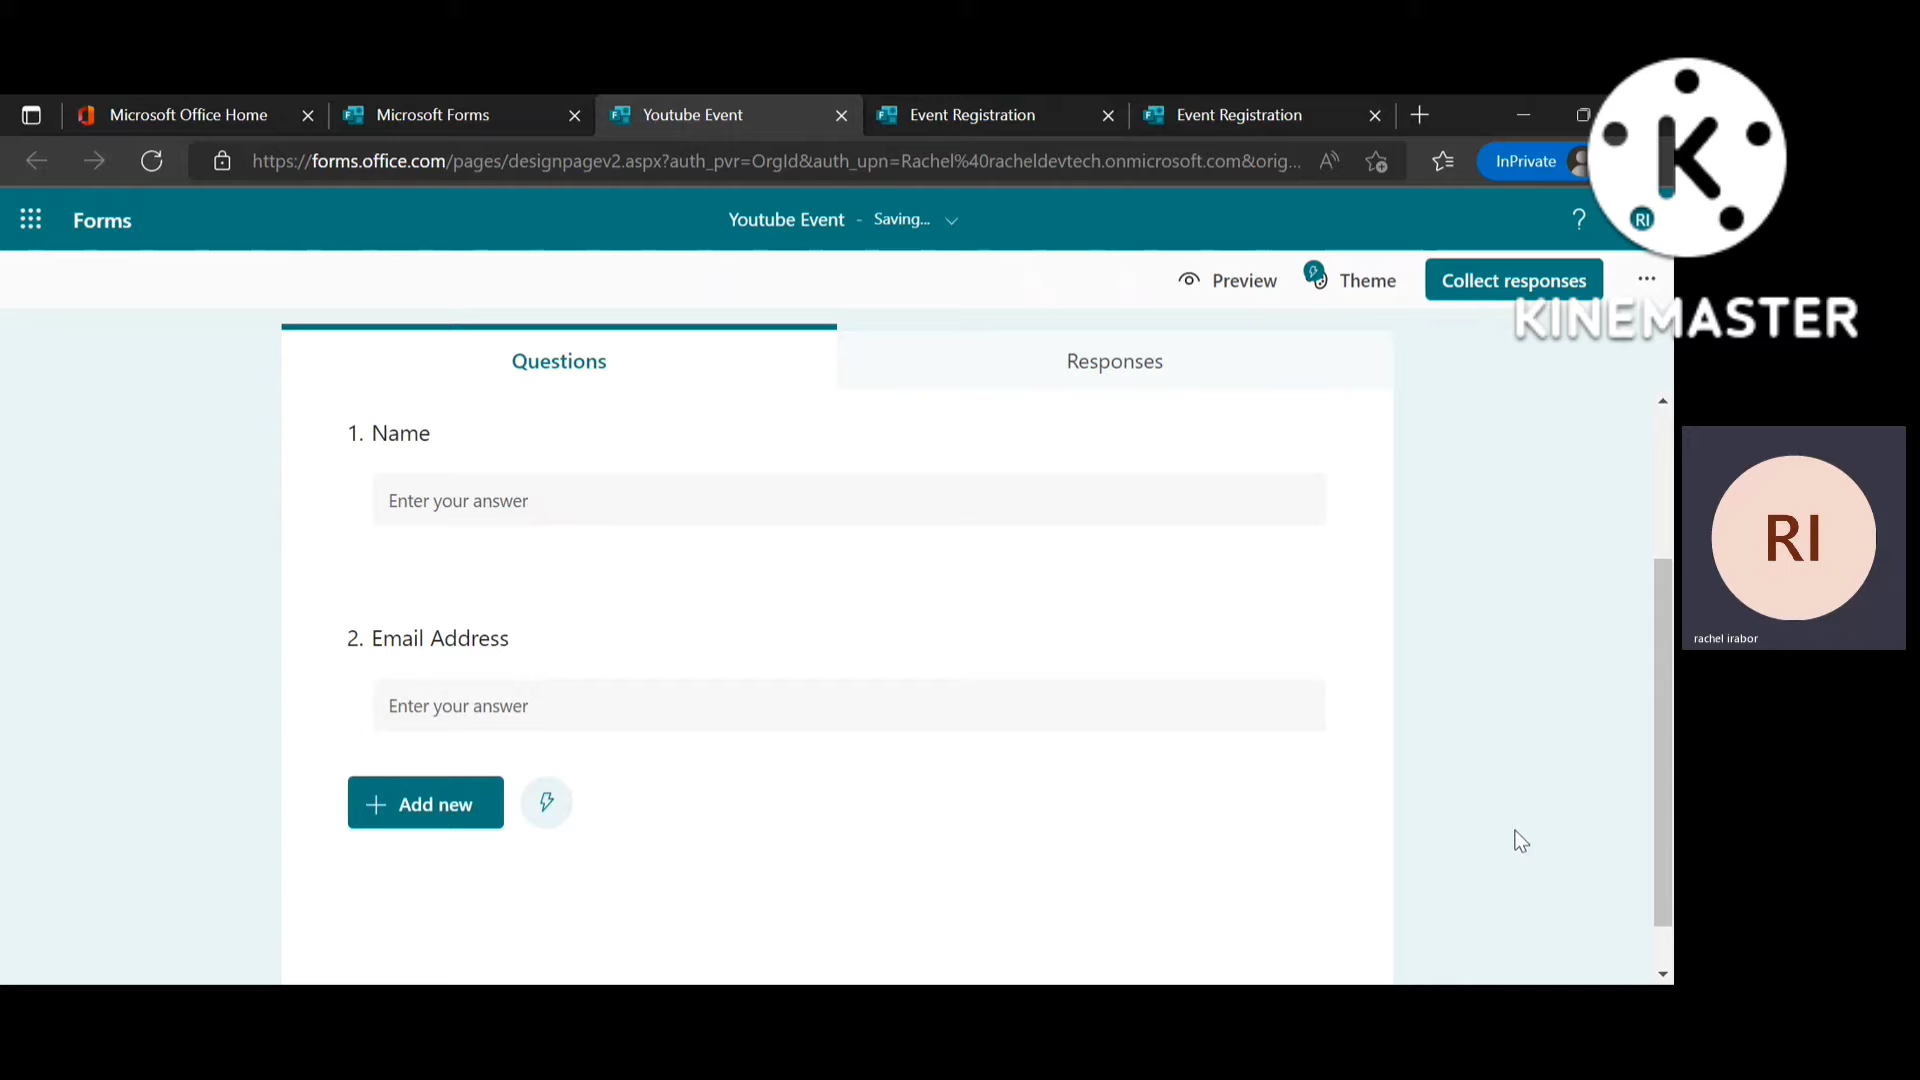 Microsoft Office Home
Microsoft Forms
Youtube Event
Event Registration
Event Registration
https://forms.office.com/pages/designpagev2.aspx?auth_pvr=OrgId&auth_upn=Rachel%40racheldevtech.onmicrosoft.com&orig...
InPrivate
Forms
Youtube Event - Saving...
?
RI
Preview
Theme
Collect responses
KINEMASTER
Questions
Responses
1. Name
Enter your answer
RI
rachel irabor
2. Email Address
Enter your answer
Add new